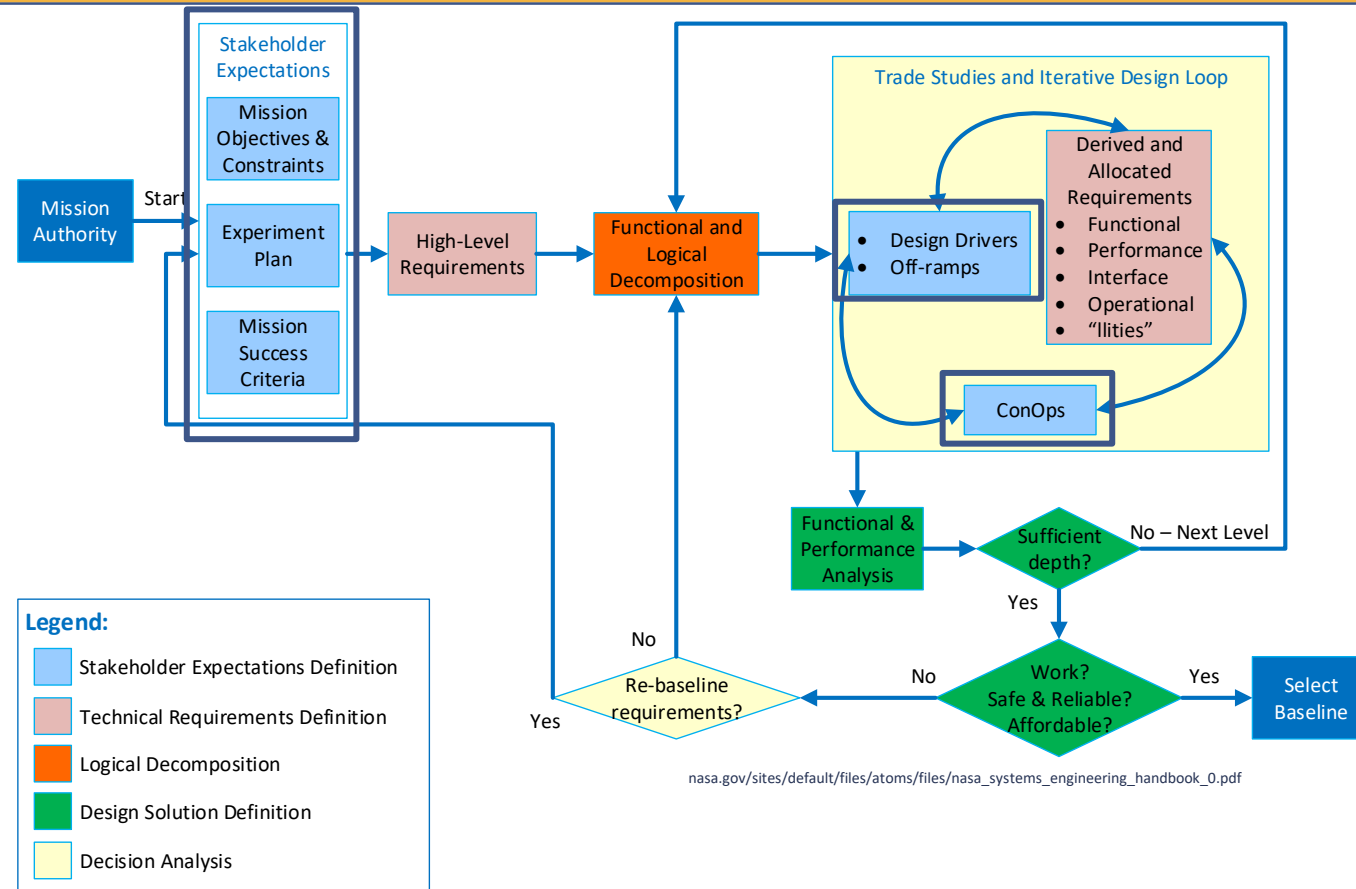 Stakeholder
Expectations
Mission
Objectives &
Constraints
Mission
Authority
Start
Experiment
Plan
Mission
Success
Criteria
High-Level
Requirements
Functional and
Logical
Decomposition
Trade Studies and Iterative Design Loop
• Design Drivers
• Off-ramps
Derived and
Allocated
Requirements
• Functional
• Performance
• Interface
• Operational
• “llities”
ConOps
Functional &
Performance
Analysis
Sufficient
depth?
No – Next Level
Yes
Work?
Safe & Reliable?
Affordable?
Yes
Select
Baseline
No
Re-baseline
requirements?
No
Yes
nasa.gov/sites/default/files/atoms/files/nasa_systems_engineering_handbook_0.pdf
Legend:
Stakeholder Expectations Definition
Technical Requirements Definition
Logical Decomposition
Design Solution Definition
Decision Analysis